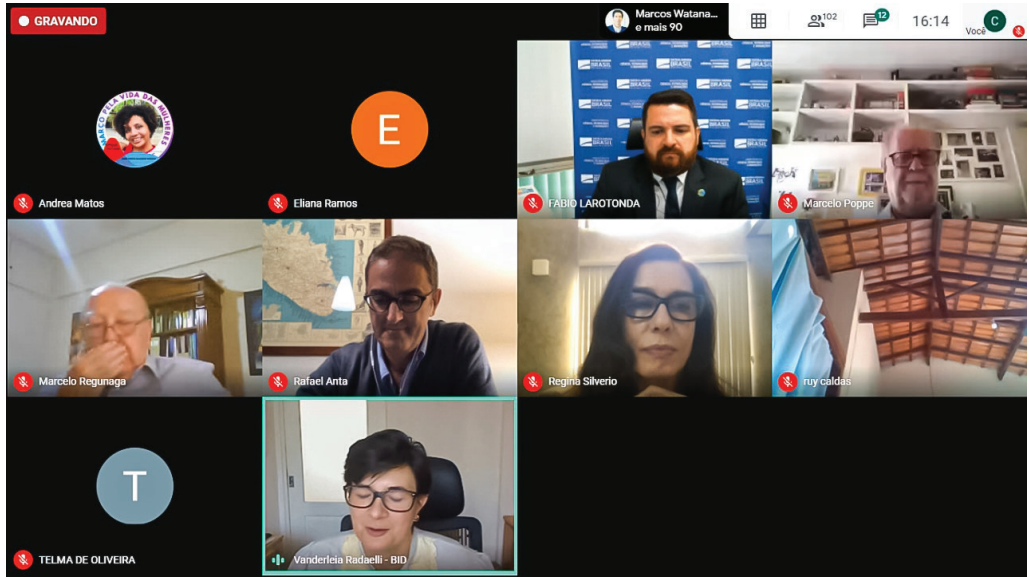 GRAVANDO
Marcos Watana...
e mais 90
102
12
16:14
Você
C
MARCO PELA VIDA DAS MULHERES
Andrea Matos
E
Eliana Ramos
BRASIL
FÁBIO LAROTONDA
Marcelo Poppe
Marcelo Regunaga
Rafael Anta
Regina Silverio
ruy caldas
T
TELMA DE OLIVEIRA
Vanderleia Radaelli - BID